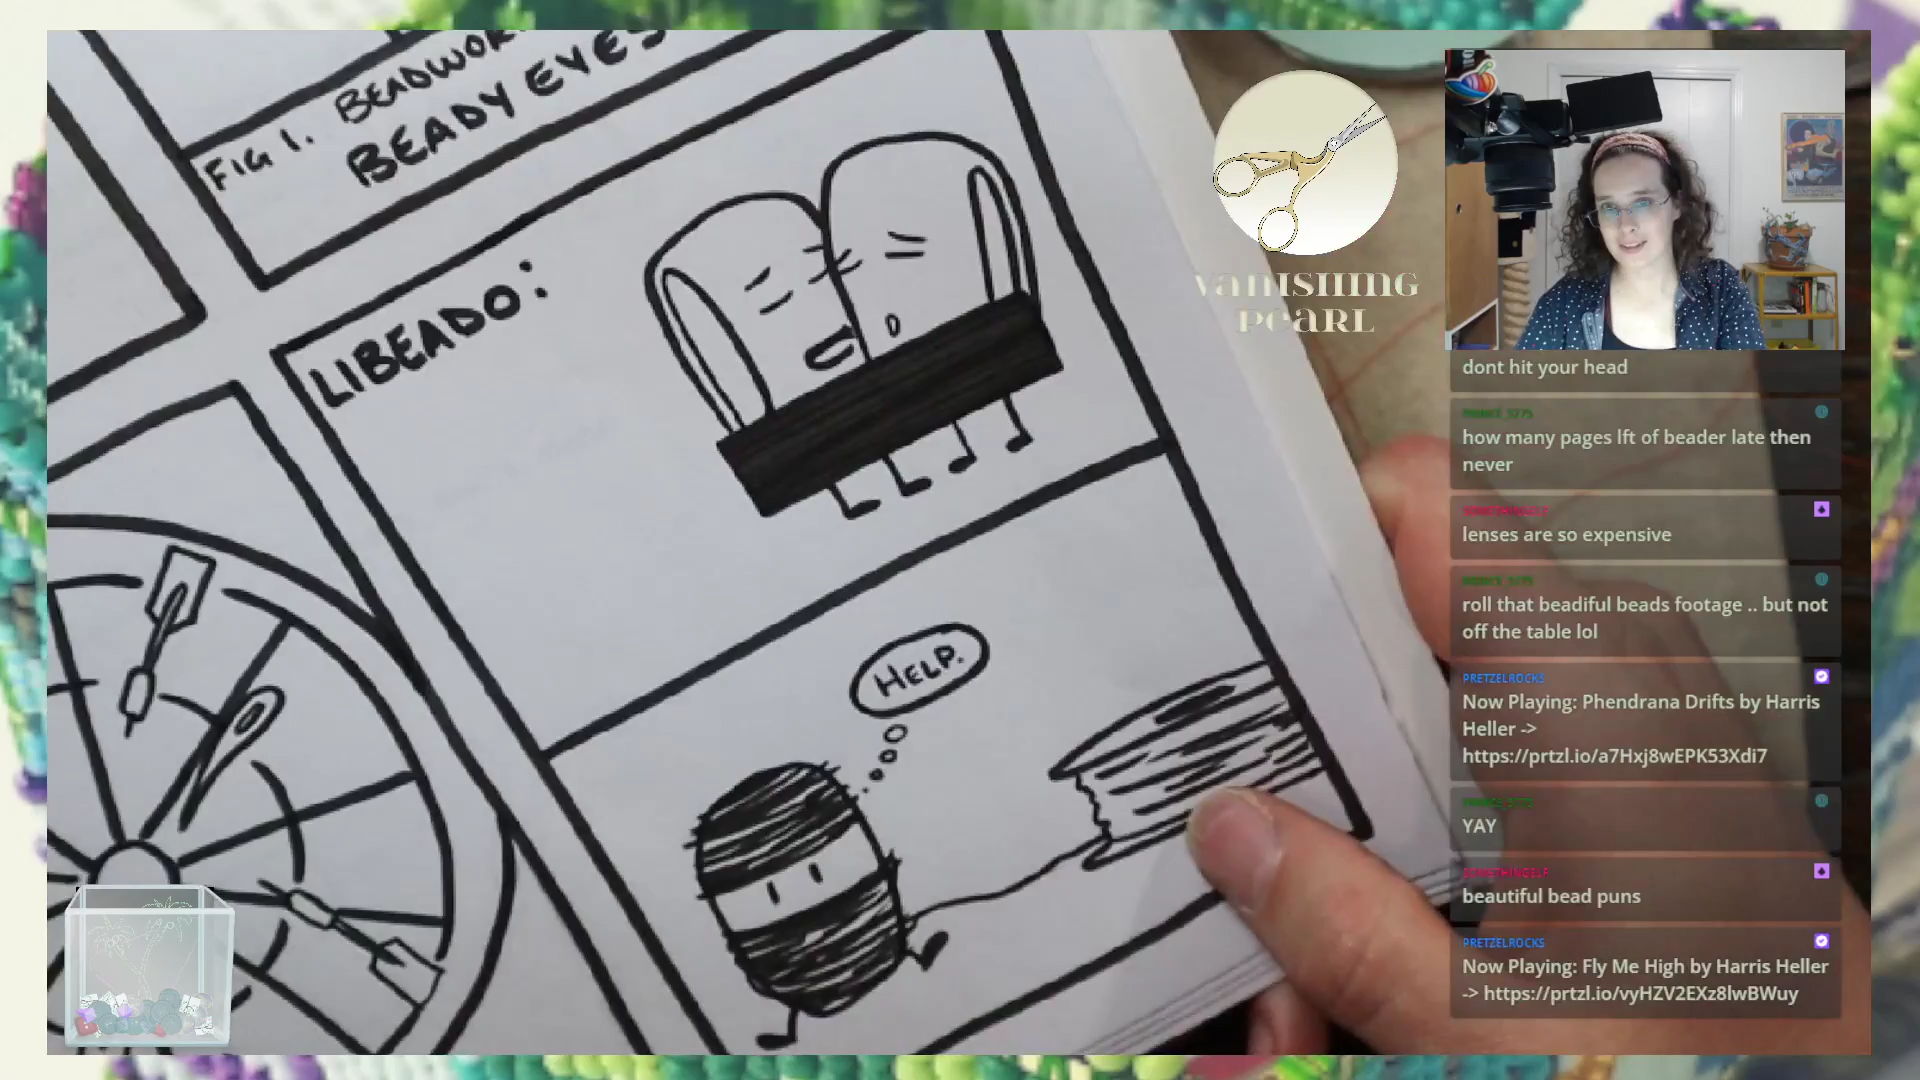 FIG 1. BEADWOR
BEADY EYES
LIBEADO:
HELP.
VANISHING
PEARL
dont hit your head
how many pages lft of beader late then
never
lenses are so expensive
roll that beadiful beads footage .. but not
off the table lol
PRETZELROCKS
Now Playing: Phendrana Drifts by Harris
Heller ->
https://prtzl.io/a7Hxj8wEPK53Xdi7
YAY
beautiful bead puns
PRETZELROCKS
Now Playing: Fly Me High by Harris Heller
-> https://prtzl.io/vyHZV2EXz8lwBWuy